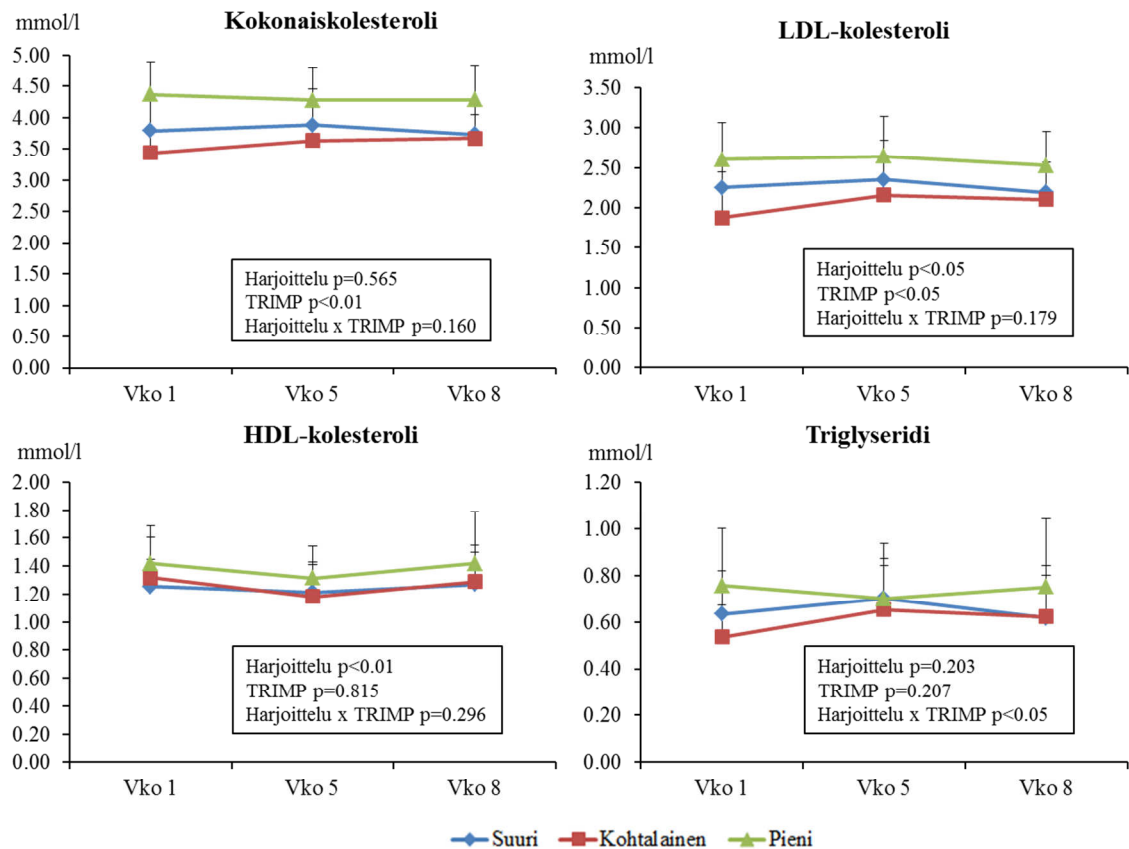 Kokonaiskolesteroli
mmol/l
5.00
4.50
4.00
3.50
3.00
2.50
2.00
1.50
1.00
0.50
0.00
Harjoittelu p=0.565
TRIMP p<0.01
Harjoittelu x TRIMP p=0.160
Vko 1 Vko 5 Vko 8
LDL-kolesteroli
mmol/l
3.50
3.00
2.50
2.00
1.50
1.00
0.50
0.00
Harjoittelu p<0.05
TRIMP p<0.05
Harjoittelu x TRIMP p=0.179
Vko 1 Vko 5 Vko 8
HDL-kolesteroli
mmol/l
2.00
1.80
1.60
1.40
1.20
1.00
0.80
0.60
0.40
0.20
0.00
Harjoittelu p<0.01
TRIMP p=0.815
Harjoittelu x TRIMP p=0.296
Vko 1 Vko 5 Vko 8
Triglyseridi
mmol/l
1.20
1.00
0.80
0.60
0.40
0.20
0.00
Harjoittelu p=0.203
TRIMP p=0.207
Harjoittelu x TRIMP p<0.05
Vko 1 Vko 5 Vko 8
Suuri Kohtalainen Pieni